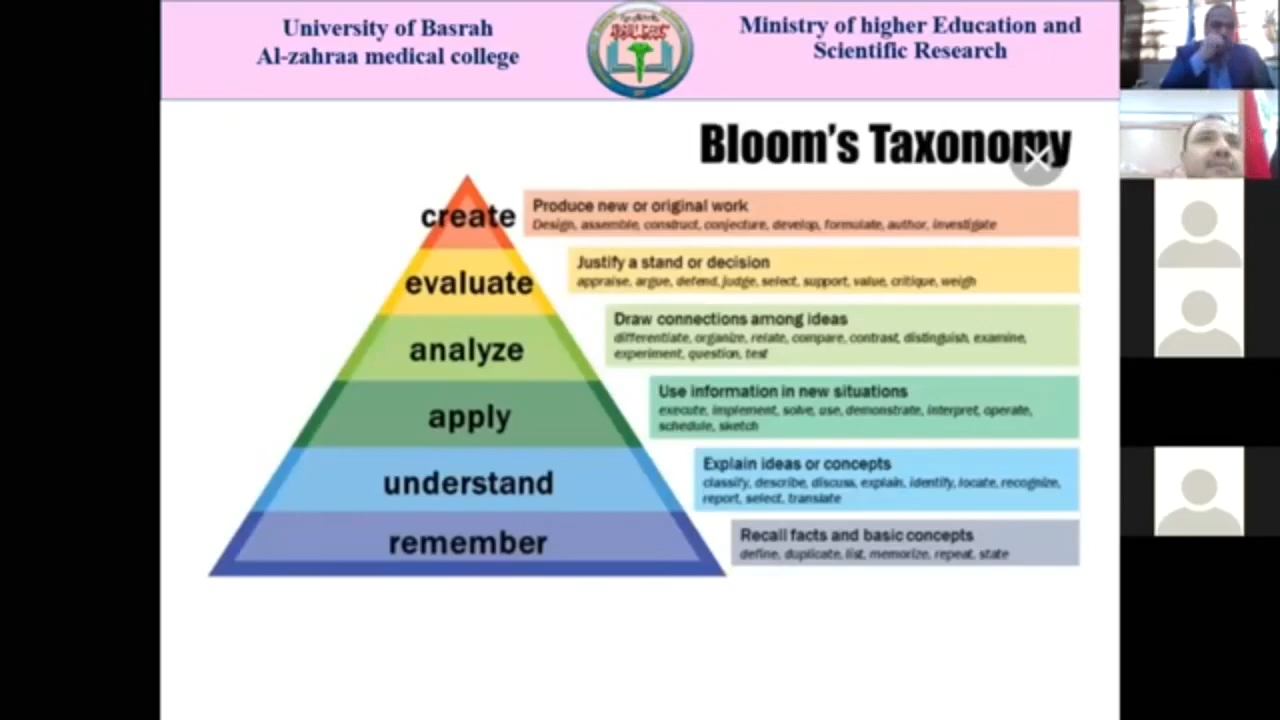 University of Basrah
Al-zahraa medical college
Ministry of higher Education and
Scientific Research
Bloom's Taxonomy
create
Produce new or original work
Design, assemble, construct, conjecture, develop, formulate, author, investigate
evaluate
Justify a stand or decision
appraise, argue, defend, judge, select, support, value, critique, weigh
analyze
Draw connections among ideas
differentiate, organize, relate, compare, contrast, distinguish, examine,
experiment, question, test
apply
Use information in new situations
execute, implement, solve, use, demonstrate, interpret, operate,
schedule, sketch
understand
Explain ideas or concepts
classify, describe, discuss, explain, identify, locate, recognize,
report, select, translate
remember
Recall facts and basic concepts
define, duplicate, list, memorize, repeat, state